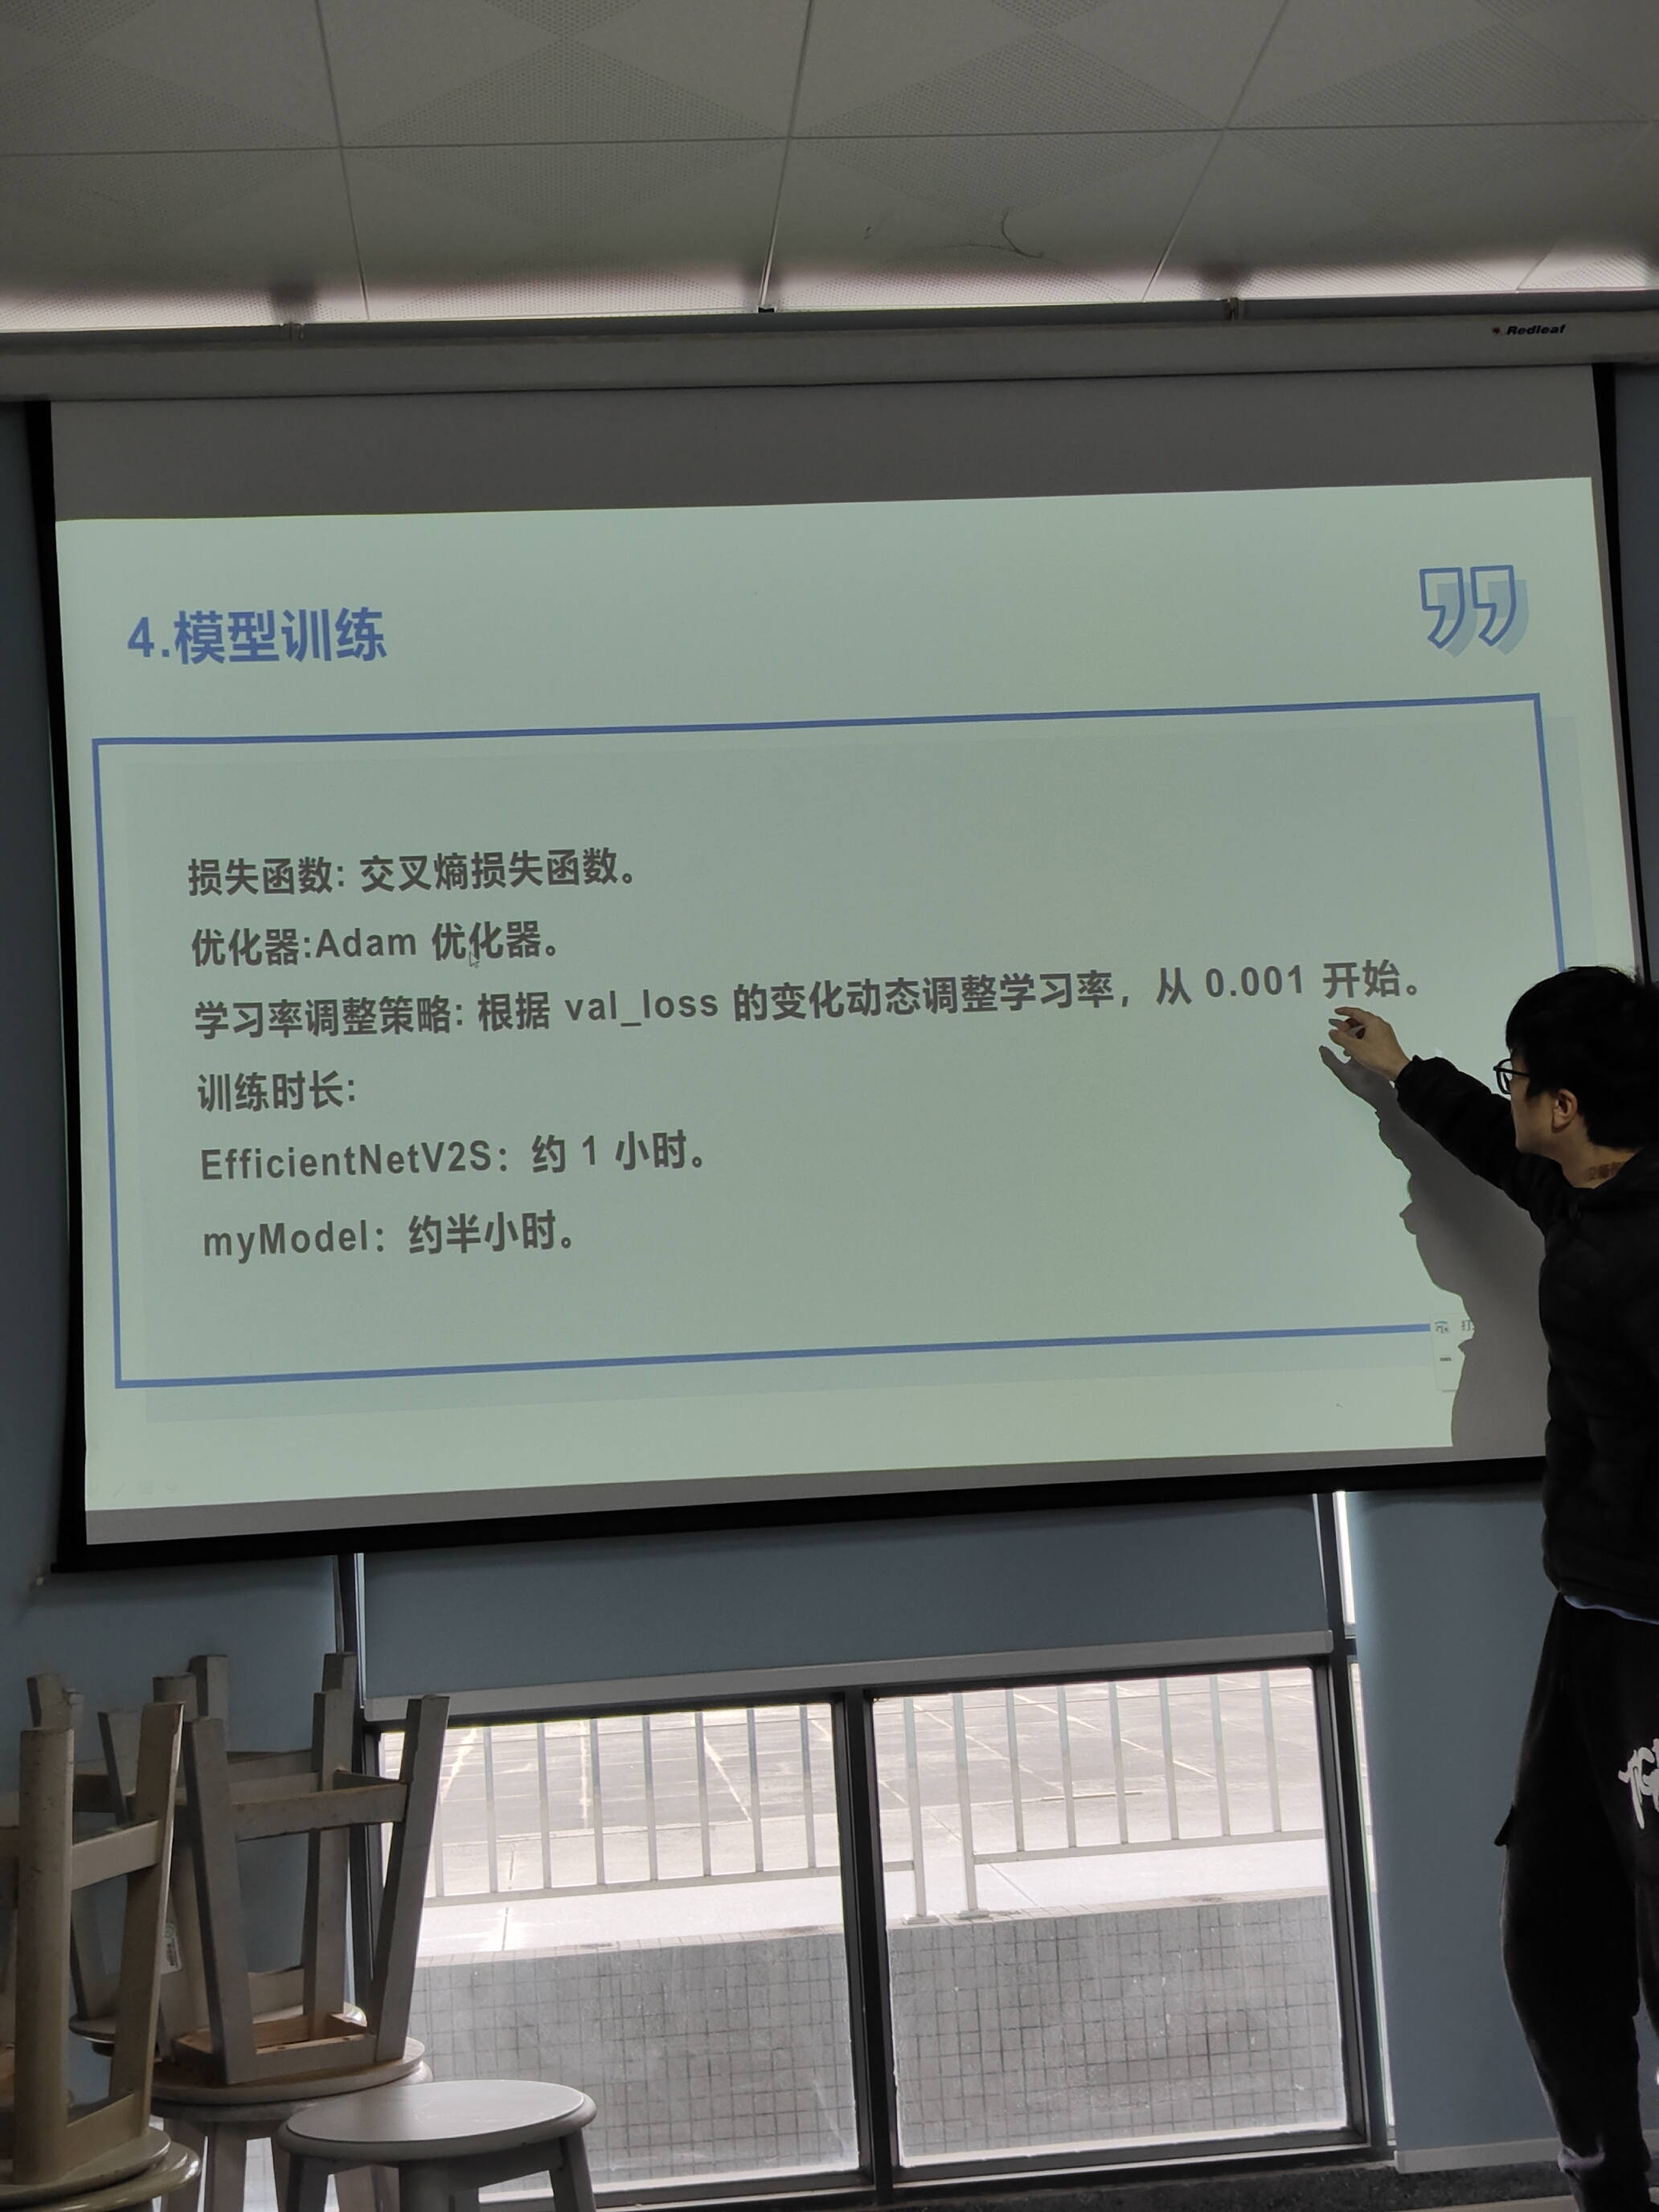 Redleaf
4.模型训练
损失函数: 交叉熵损失函数。
优化器:Adam 优化器。
学习率调整策略: 根据 val_loss 的变化动态调整学习率，从 0.001 开始。
训练时长:
EfficientNetV2S：约 1 小时。
myModel：约半小时。